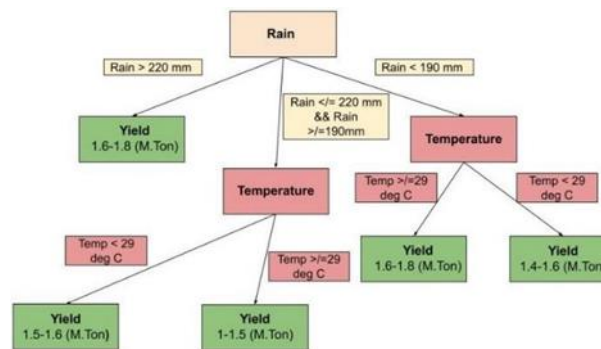 Rain
Rain > 220 mm
Rain < 190 mm
Rain </= 220 mm
&& Rain
>/=190mm
Yield
1.6-1.8 (M.Ton)
Temperature
Temperature
Temp >/=29
deg C
Temp < 29
deg C
Temp < 29
deg C
Temp >/=29
deg C
Yield
1.6-1.8 (M.Ton)
Yield
1.4-1.6 (M.Ton)
Yield
1.5-1.6 (M.Ton)
Yield
1-1.5 (M.Ton)